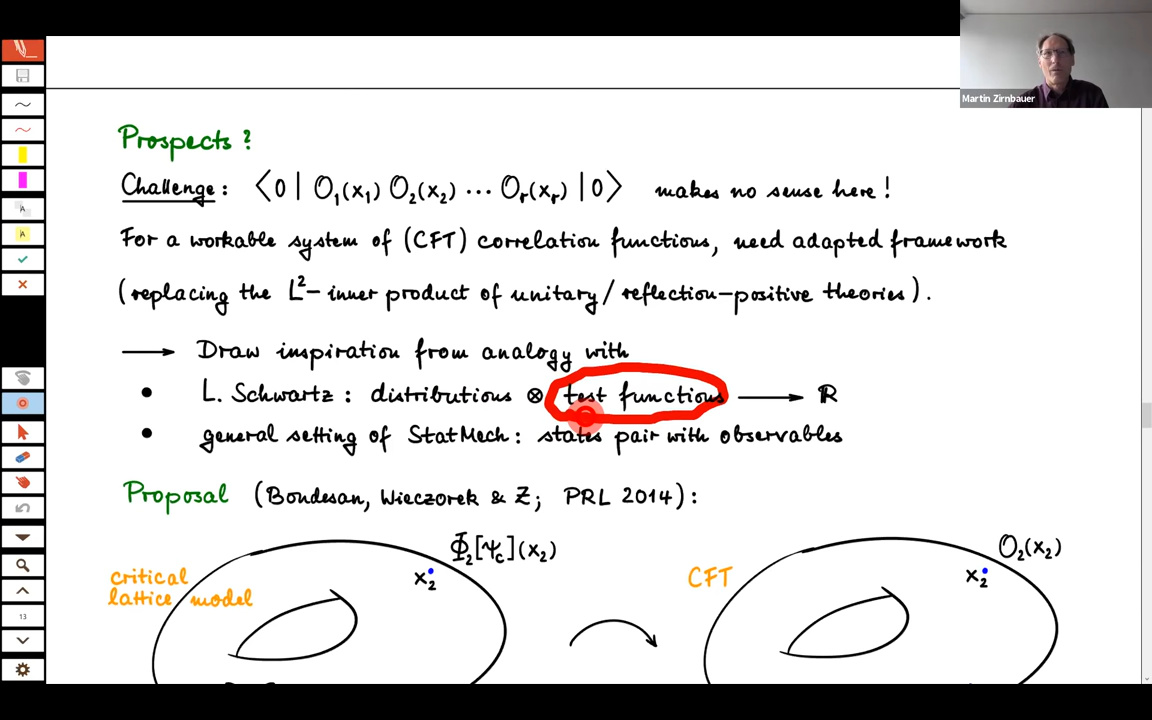 Martin Zirnbauer
Prospects ?
Challenge : ⟨0 | O₁(x₁) O₂(x₂) ··· Oᵣ(xᵣ) | 0⟩ makes no sense here !
For a workable system of (CFT) correlation functions, need adapted framework
(replacing the L²-inner product of unitary/reflection-positive theories).
⟶ Draw inspiration from analogy with
• L. Schwartz : distributions ⊗ test functions ⟶ ℝ
• general setting of StatMech : states pair with observables
Proposal (Bondesan, Wieczorek & Z ; PRL 2014) :
Φ₂[Ψc](x₂)
O₂(x₂)
critical
lattice model
x₂
CFT
x₂
A
A
13